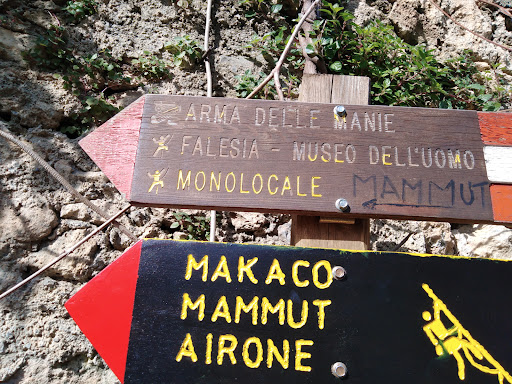 ARMA DELLE MANIE
FALESIA - MUSEO DELL'UOMO
MONOLOCALE MAMMUT
MAKACO
MAMMUT
AIRONE